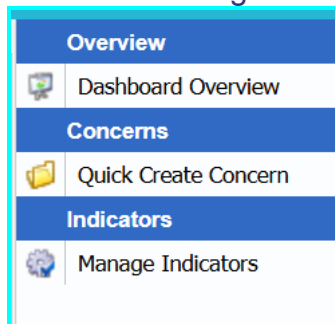 Overview
Dashboard Overview
Concerns
Quick Create Concern
Indicators
Manage Indicators